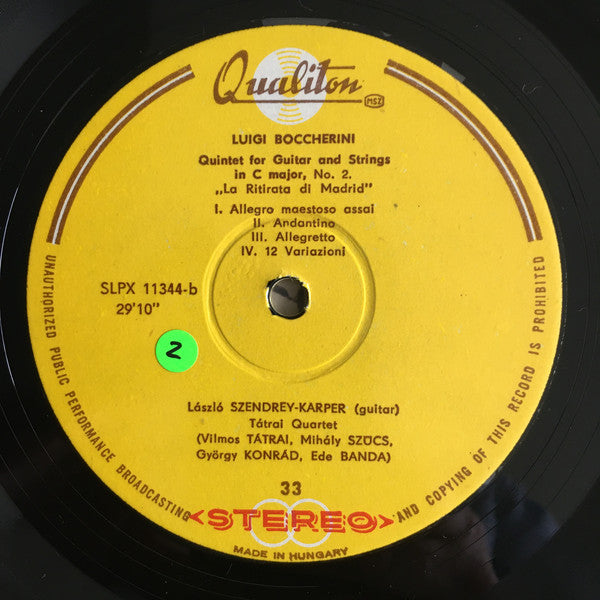 Qualiton
MSZ
LUIGI BOCCHERINI
Quintet for Guitar and Strings
in C major, No. 2.
„La Ritirata di Madrid"
I. Allegro maestoso assai
II. Andantino
III. Allegretto
IV. 12 Variazioni
SLPX 11344-b
29'10"
2
László SZENDREY-KARPER (guitar)
Tátrai Quartet
(Vilmos TÁTRAI, Mihály SZŰCS,
György KONRÁD, Ede BANDA)
33
STEREO
MADE IN HUNGARY
UNAUTHORIZED PUBLIC PERFORMANCE BROADCASTING AND COPYING OF THIS RECORD IS PROHIBITED